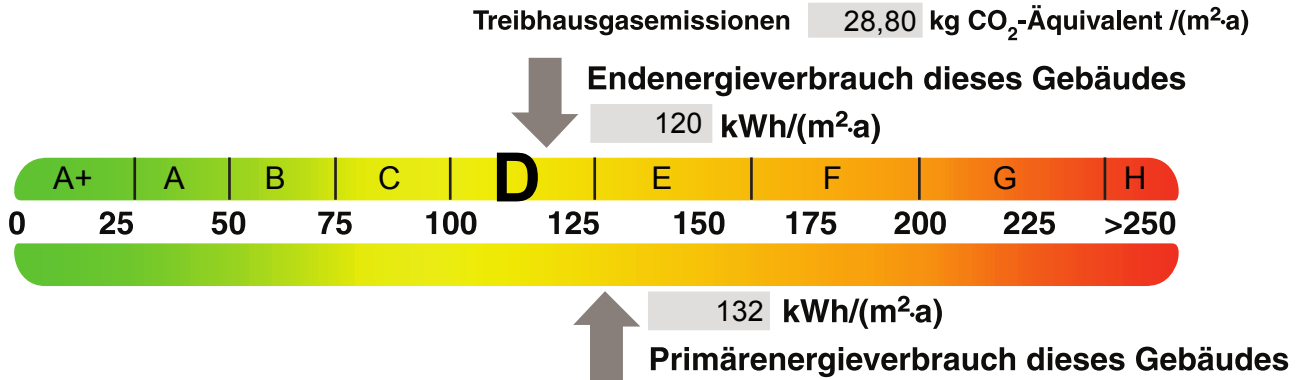 Treibhausgasemissionen 28,80 kg CO₂-Äquivalent /(m²·a)
Endenergieverbrauch dieses Gebäudes
120 kWh/(m²·a)
A+ A B C D E F G H
0 25 50 75 100 125 150 175 200 225 >250
132 kWh/(m²·a)
Primärenergieverbrauch dieses Gebäudes